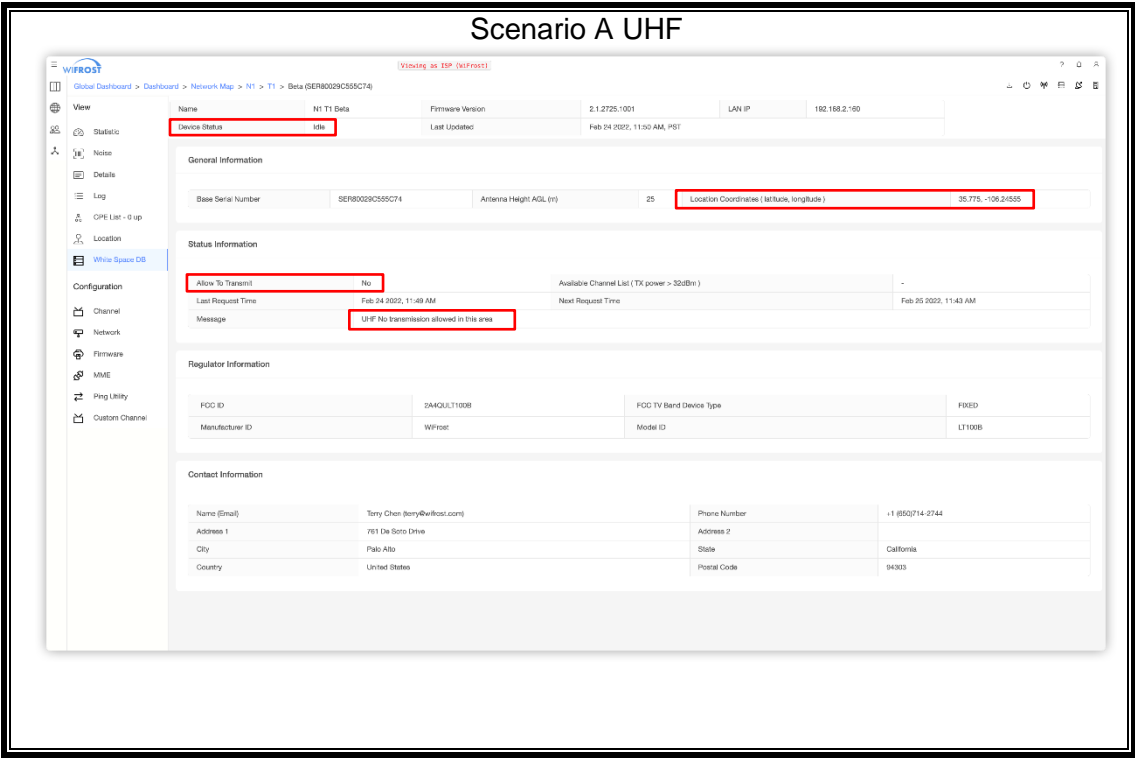 Scenario A UHF
WIFROST
Viewing as ISP (WiFrost)
Global Dashboard > Dashboard > Network Map > N1 > T1 > Beta (SER80029C555C74)
View
Statistic
Noise
Details
Log
CPE List - 0 up
Location
White Space DB
Configuration
Channel
Network
Firmware
MME
Ping Utility
Custom Channel
Name N1 T1 Beta Firmware Version 2.1.2725.1001 LAN IP 192.168.2.160
Device Status Idle Last Updated Feb 24 2022, 11:50 AM, PST
General Information
Base Serial Number SER80029C555C74 Antenna Height AGL (m) 25 Location Coordinates ( latitude, longitude ) 35.775, -106.24555
Status Information
Allow To Transmit No Available Channel List ( TX power > 32dBm ) -
Last Request Time Feb 24 2022, 11:49 AM Next Request Time Feb 25 2022, 11:43 AM
Message UHF No transmission allowed in this area
Regulator Information
FCC ID 2A4QULT100B FCC TV Band Device Type FIXED
Manufacturer ID WiFrost Model ID LT100B
Contact Information
Name (Email) Terry Chen (terry@wifrost.com) Phone Number +1 (650)714-2744
Address 1 761 De Soto Drive Address 2
City Palo Alto State California
Country United States Postal Code 94303